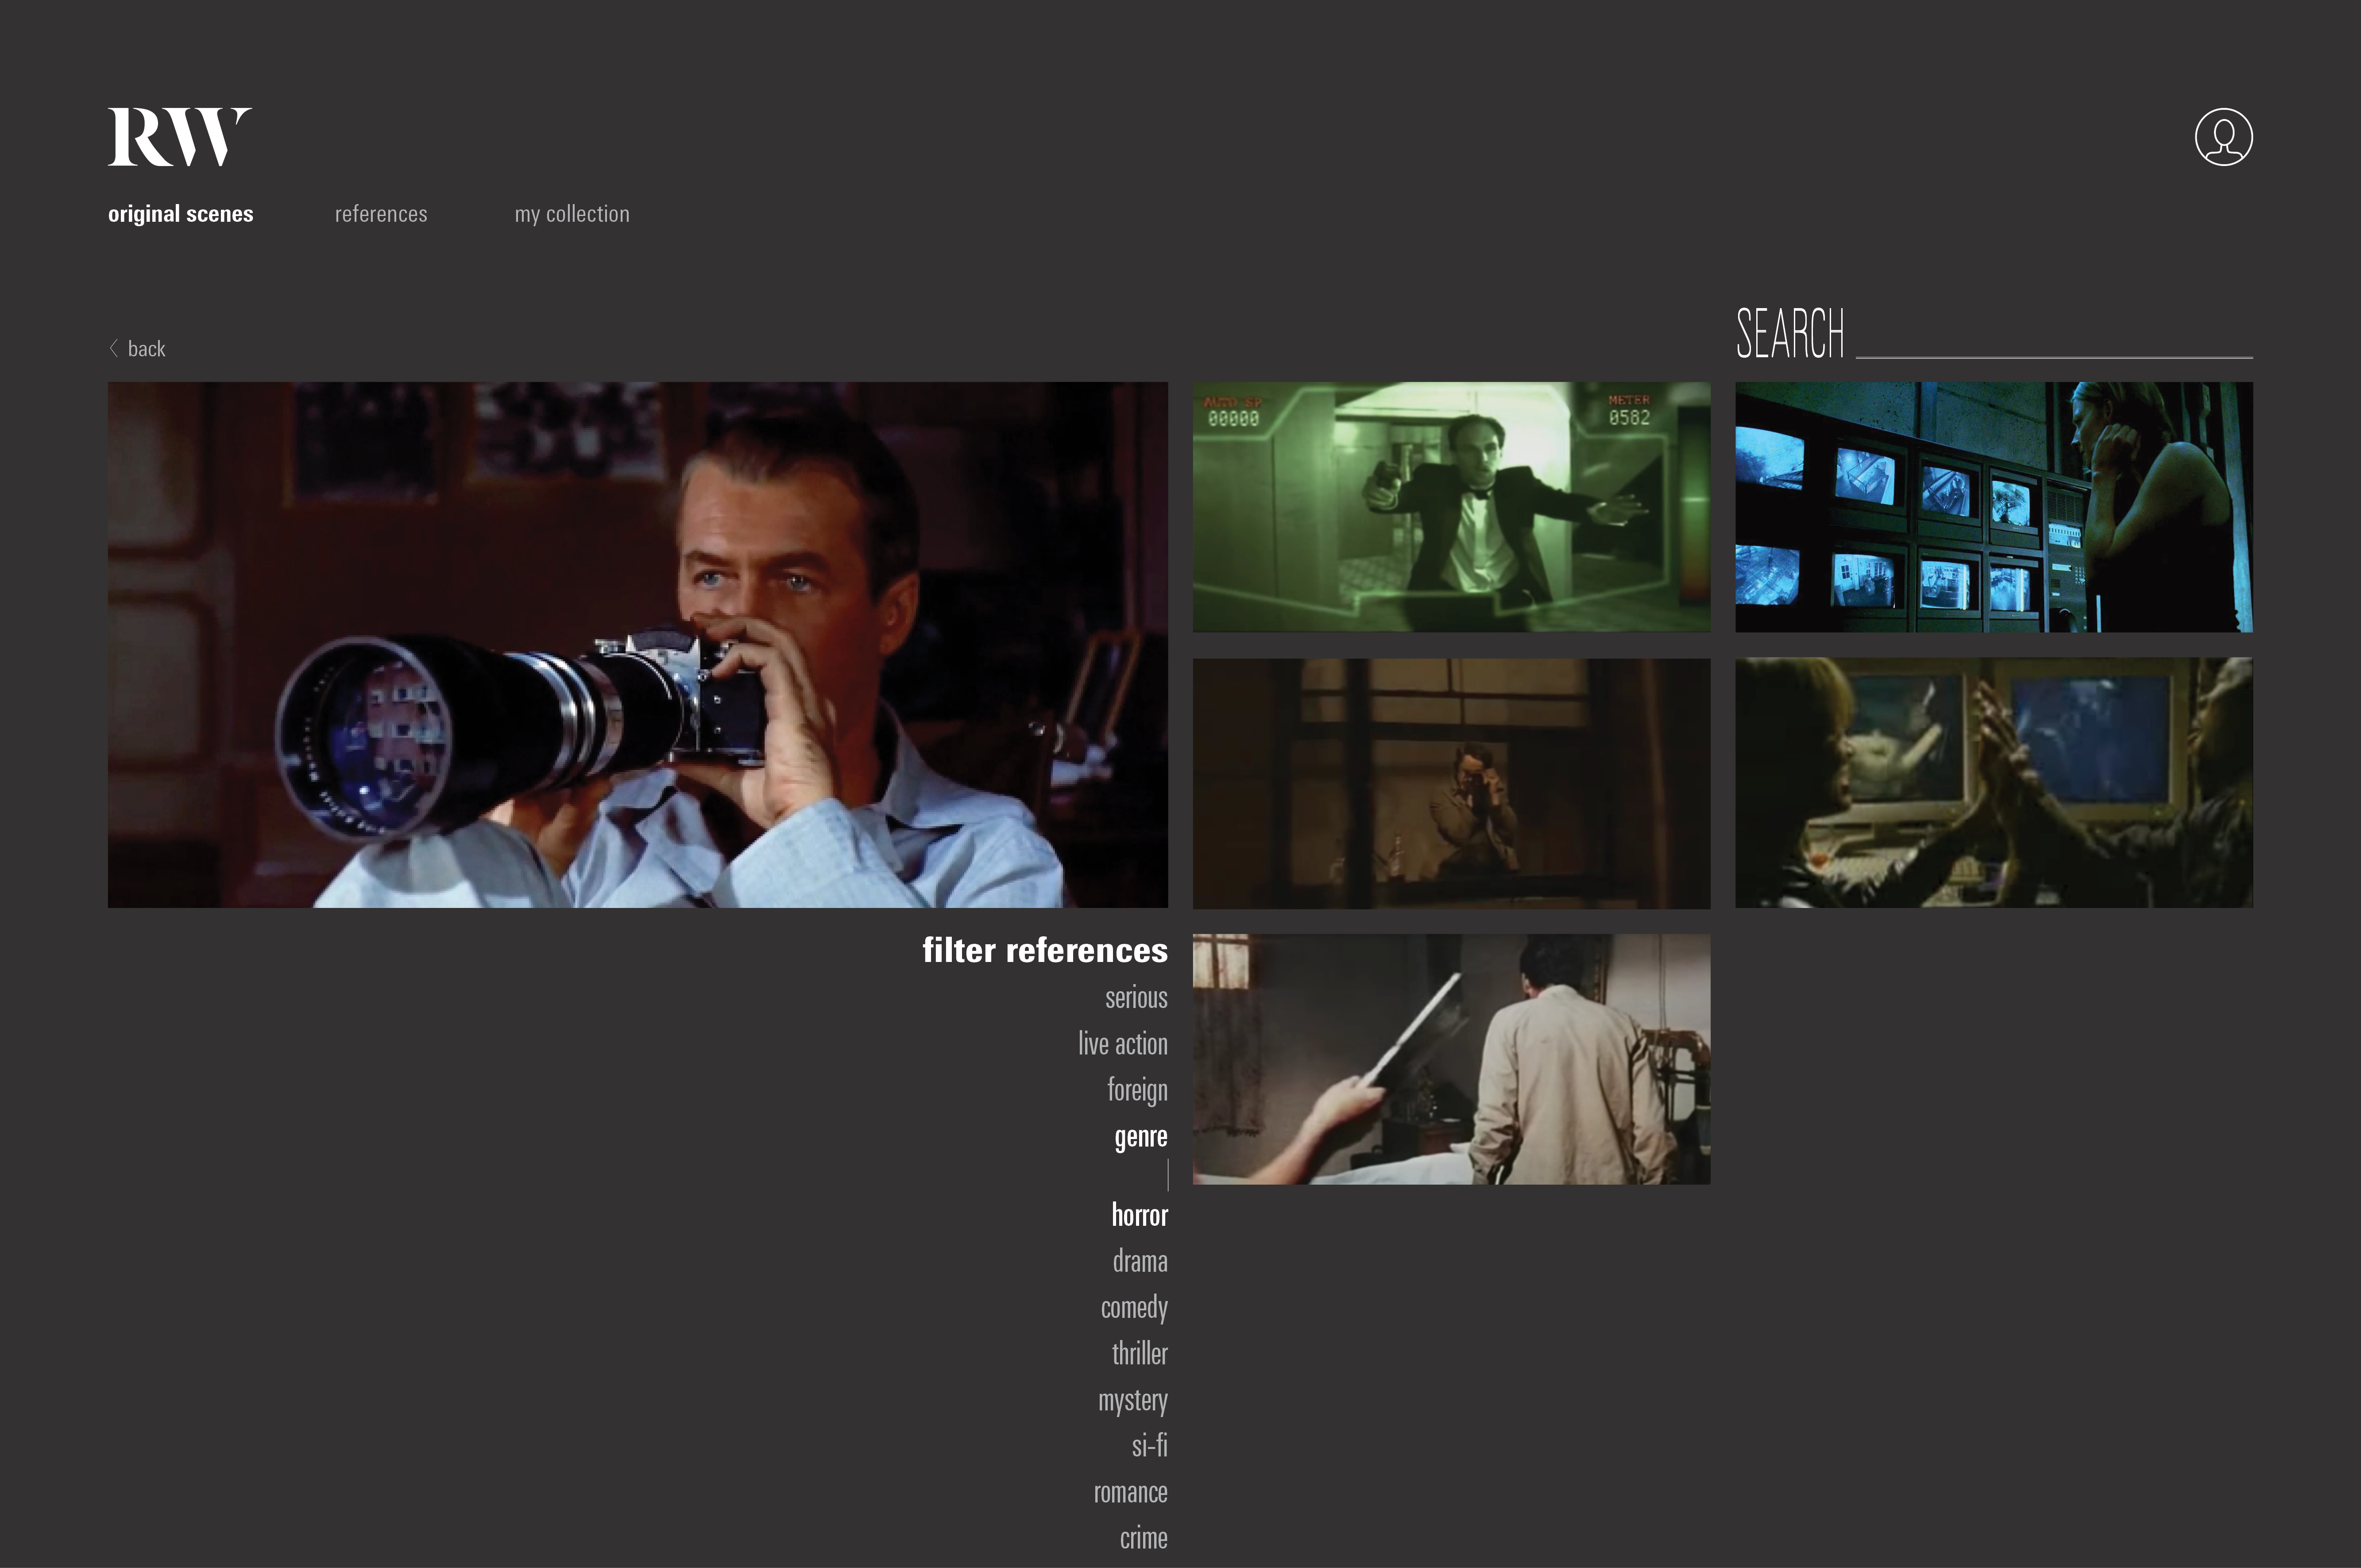 RW
original scenes references my collection
SEARCH
back
AUTO SP
00000
METER
0582
filter references
serious
live action
foreign
genre
horror
drama
comedy
thriller
mystery
si-fi
romance
crime